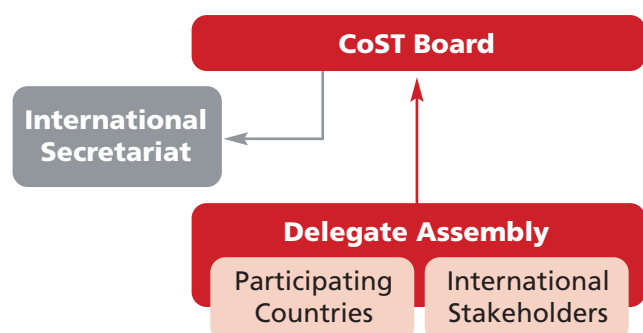 CoST Board
International
Secretariat
Delegate Assembly
Participating
Countries
International
Stakeholders